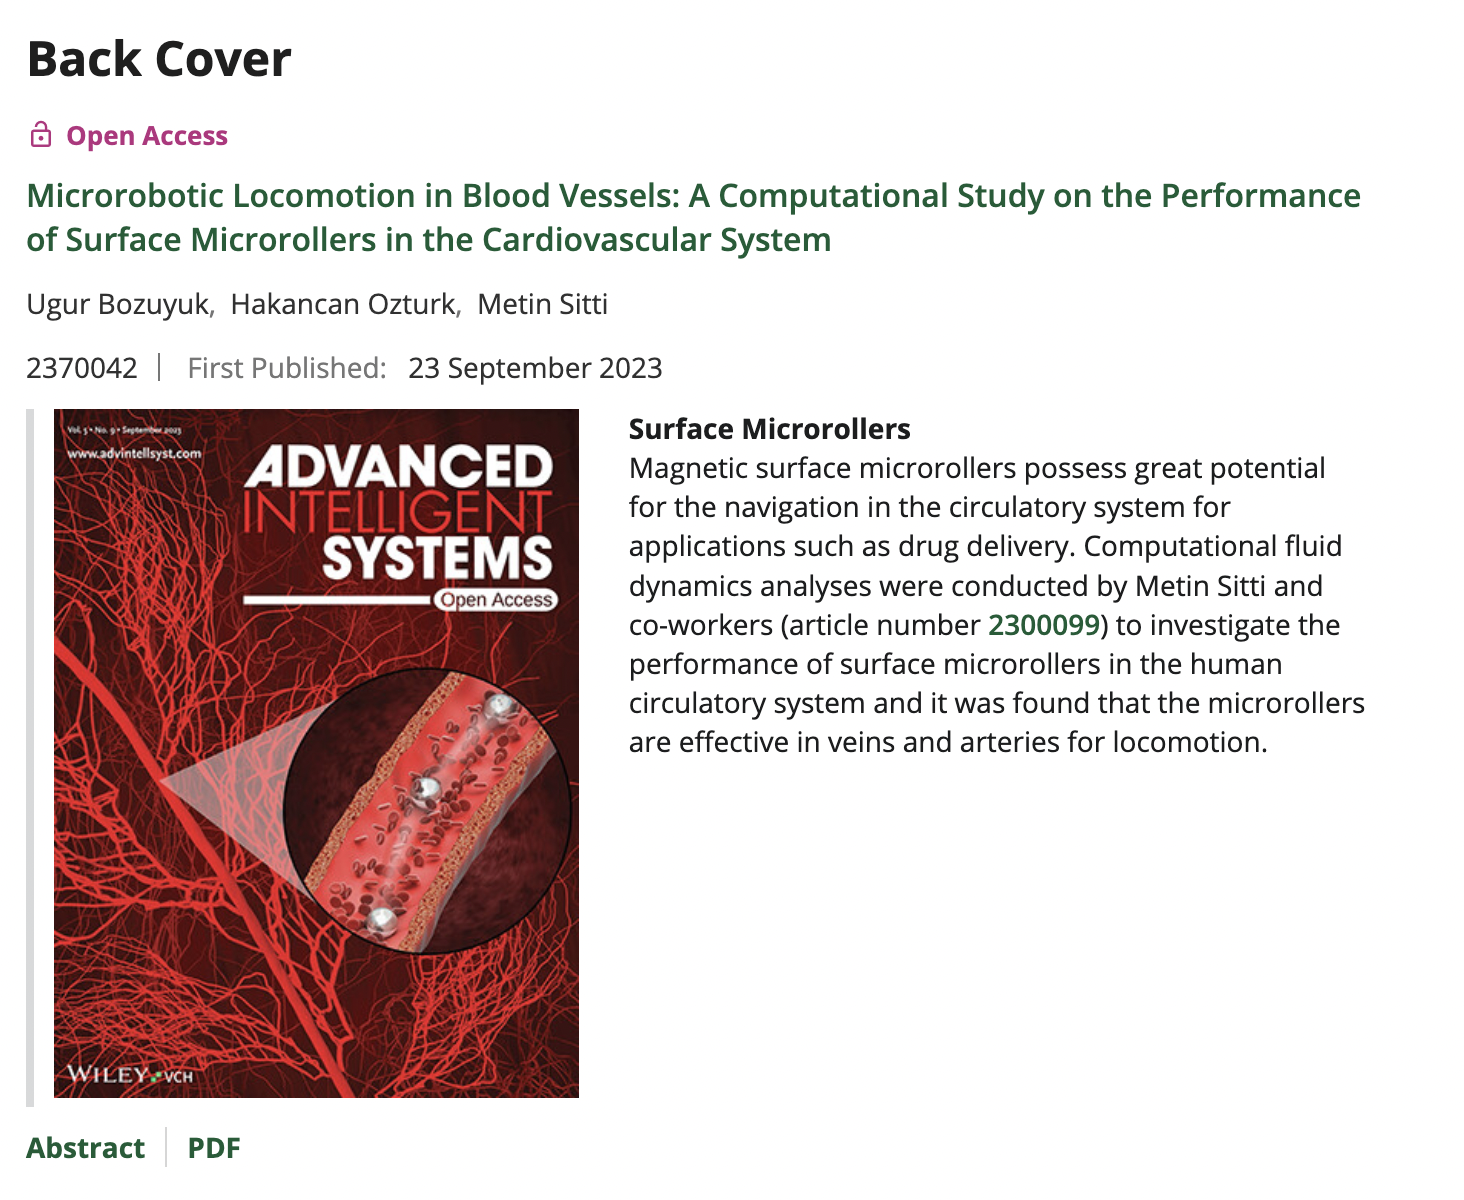 Back Cover
Open Access
Microrobotic Locomotion in Blood Vessels: A Computational Study on the Performance
of Surface Microrollers in the Cardiovascular System
Ugur Bozuyuk, Hakancan Ozturk, Metin Sitti
2370042 | First Published: 23 September 2023
Vol. 5 • No. 9 • September 2023
www.advintellsyst.com
ADVANCED
INTELLIGENT
SYSTEMS
Open Access
WILEY-VCH
Surface Microrollers
Magnetic surface microrollers possess great potential
for the navigation in the circulatory system for
applications such as drug delivery. Computational fluid
dynamics analyses were conducted by Metin Sitti and
co-workers (article number 2300099) to investigate the
performance of surface microrollers in the human
circulatory system and it was found that the microrollers
are effective in veins and arteries for locomotion.
Abstract | PDF